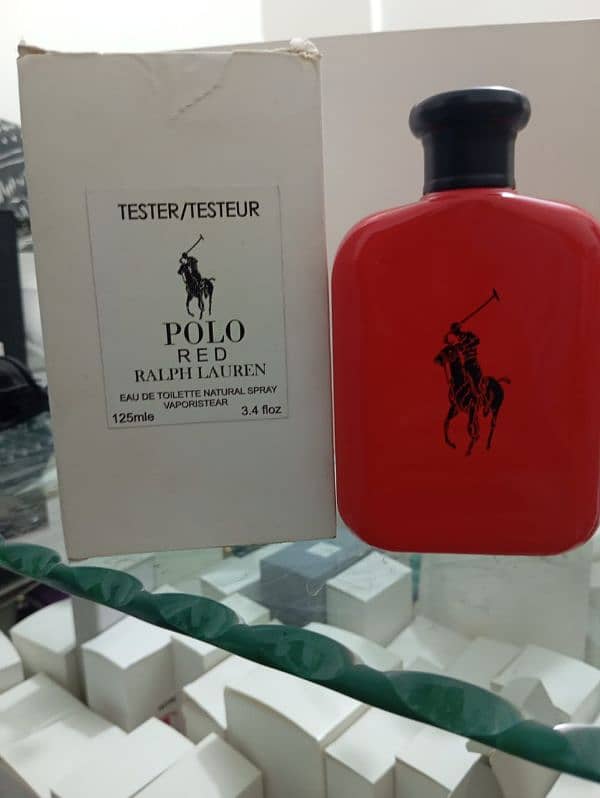 TESTER/TESTEUR
POLO
RED
RALPH LAUREN
EAU DE TOILETTE NATURAL SPRAY
VAPORISTEAR
125mle 3.4 floz